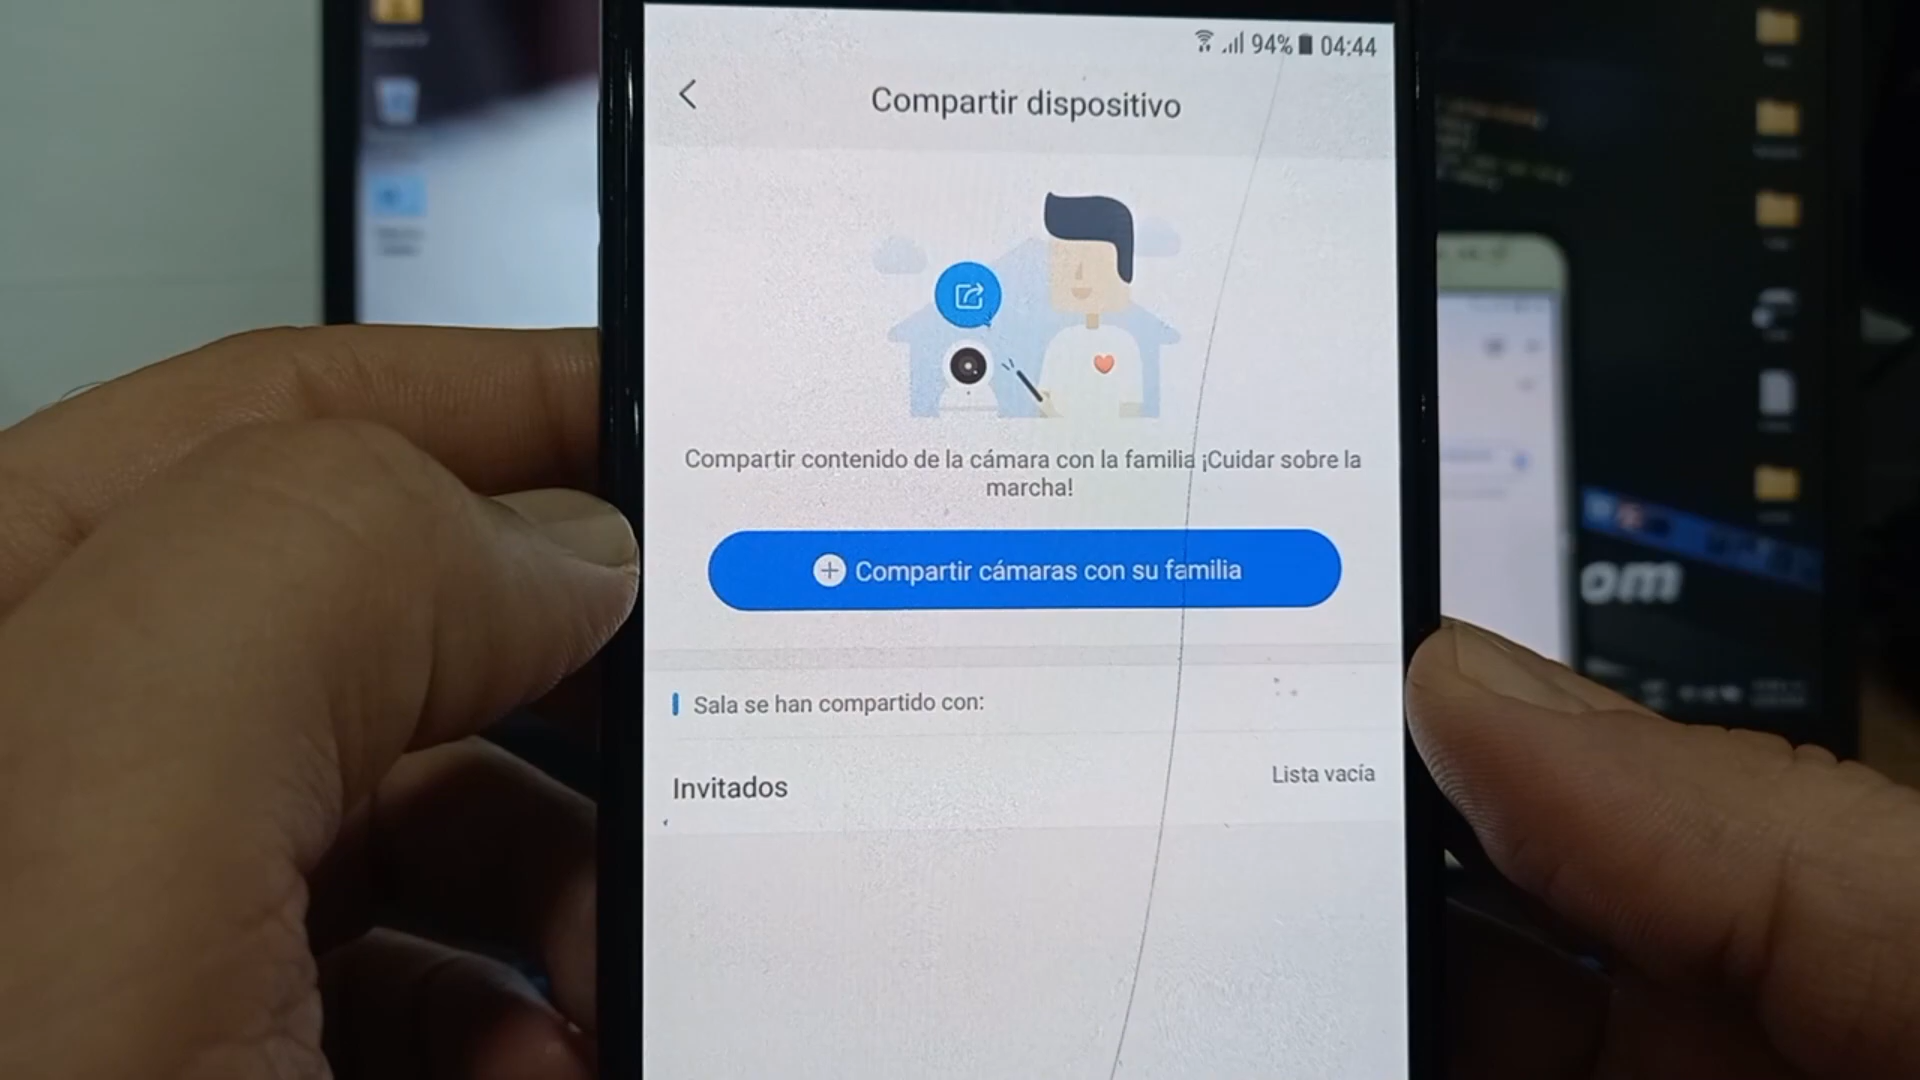 94% 04:44
Compartir dispositivo
Compartir contenido de la cámara con la familia ¡Cuidar sobre la
marcha!
Compartir cámaras con su familia
Sala se han compartido con:
Invitados
Lista vacía
om